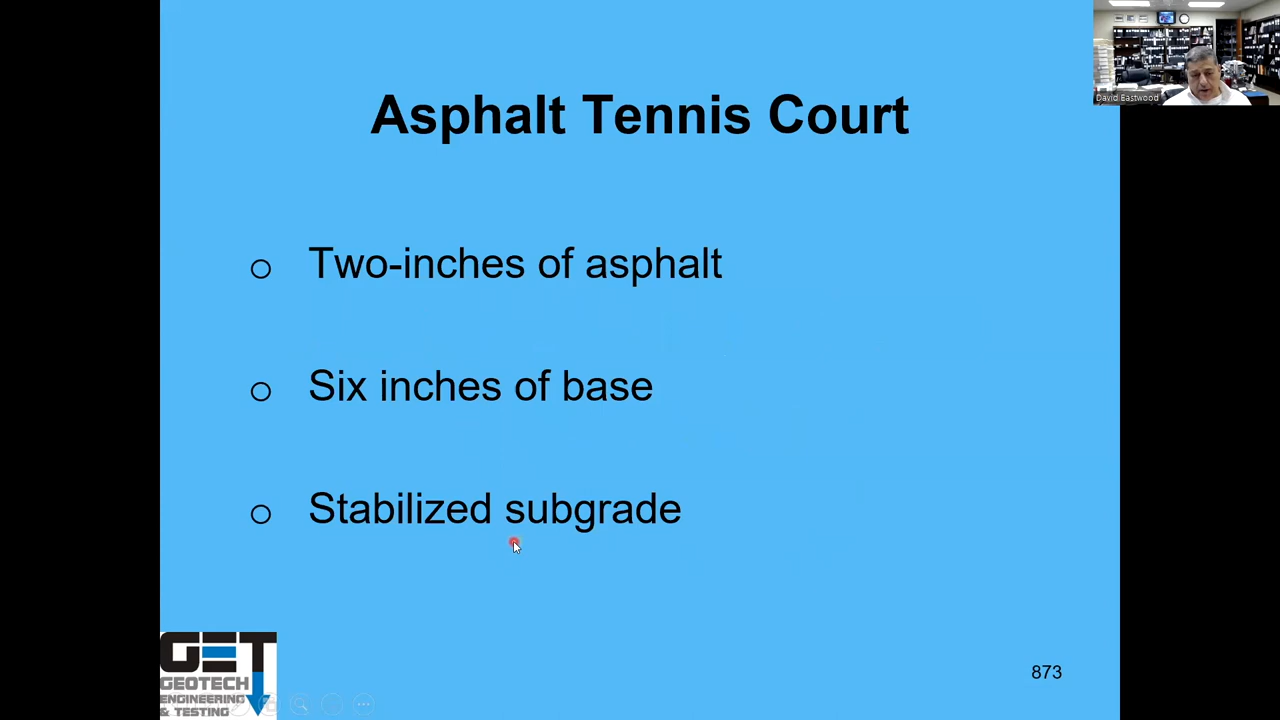 David Eastwood
Asphalt Tennis Court
o Two-inches of asphalt
o Six inches of base
o Stabilized subgrade
GET
GEOTECH
ENGINEERING
& TESTING
873